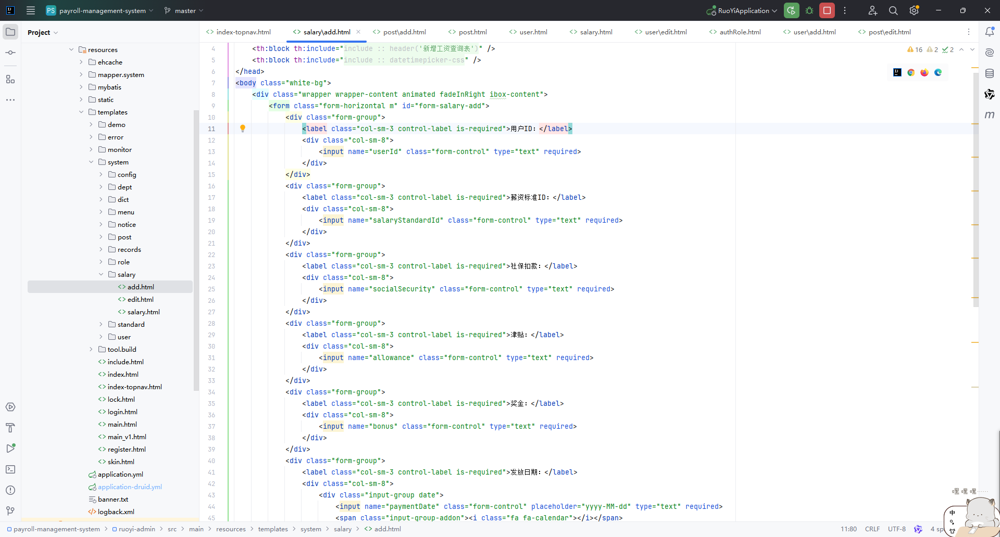 PS payroll-management-system master RuoYiApplication
Project
index-topnav.html salary\add.html post\add.html post.html user.html salary.html user\edit.html authRole.html user\add.html post\edit.html
resources
ehcache
mapper.system
mybatis
static
templates
demo
error
monitor
system
config
dept
dict
menu
notice
post
records
role
salary
add.html
edit.html
salary.html
standard
user
tool.build
include.html
index.html
index-topnav.html
lock.html
login.html
main.html
main_v1.html
register.html
skin.html
application.yml
application-druid.yml
banner.txt
logback.xml
16 2 2
4 <th:block th:include="include :: header('新增工资查询表')" />
5 <th:block th:include="include :: datetimepicker-css" />
6 </head>
7 <body class="white-bg">
8 <div class="wrapper wrapper-content animated fadeInRight ibox-content">
9 <form class="form-horizontal m" id="form-salary-add">
10 <div class="form-group">
11 <label class="col-sm-3 control-label is-required">用户ID：</label>
12 <div class="col-sm-8">
13 <input name="userId" class="form-control" type="text" required>
14 </div>
15 </div>
16 <div class="form-group">
17 <label class="col-sm-3 control-label is-required">薪资标准ID：</label>
18 <div class="col-sm-8">
19 <input name="salaryStandardId" class="form-control" type="text" required>
20 </div>
21 </div>
22 <div class="form-group">
23 <label class="col-sm-3 control-label is-required">社保扣款：</label>
24 <div class="col-sm-8">
25 <input name="socialSecurity" class="form-control" type="text" required>
26 </div>
27 </div>
28 <div class="form-group">
29 <label class="col-sm-3 control-label is-required">津贴：</label>
30 <div class="col-sm-8">
31 <input name="allowance" class="form-control" type="text" required>
32 </div>
33 </div>
34 <div class="form-group">
35 <label class="col-sm-3 control-label is-required">奖金：</label>
36 <div class="col-sm-8">
37 <input name="bonus" class="form-control" type="text" required>
38 </div>
39 </div>
40 <div class="form-group">
41 <label class="col-sm-3 control-label is-required">发放日期：</label>
42 <div class="col-sm-8">
43 <div class="input-group date">
44 <input name="paymentDate" class="form-control" placeholder="yyyy-MM-dd" type="text" required>
45 <span class="input-group-addon"><i class="fa fa-calendar"></i></span>
嘿 嘿 嘿……
中
payroll-management-system > ruoyi-admin > src > main > resources > templates > system > salary > add.html 11:80 CRLF UTF-8 4 sp